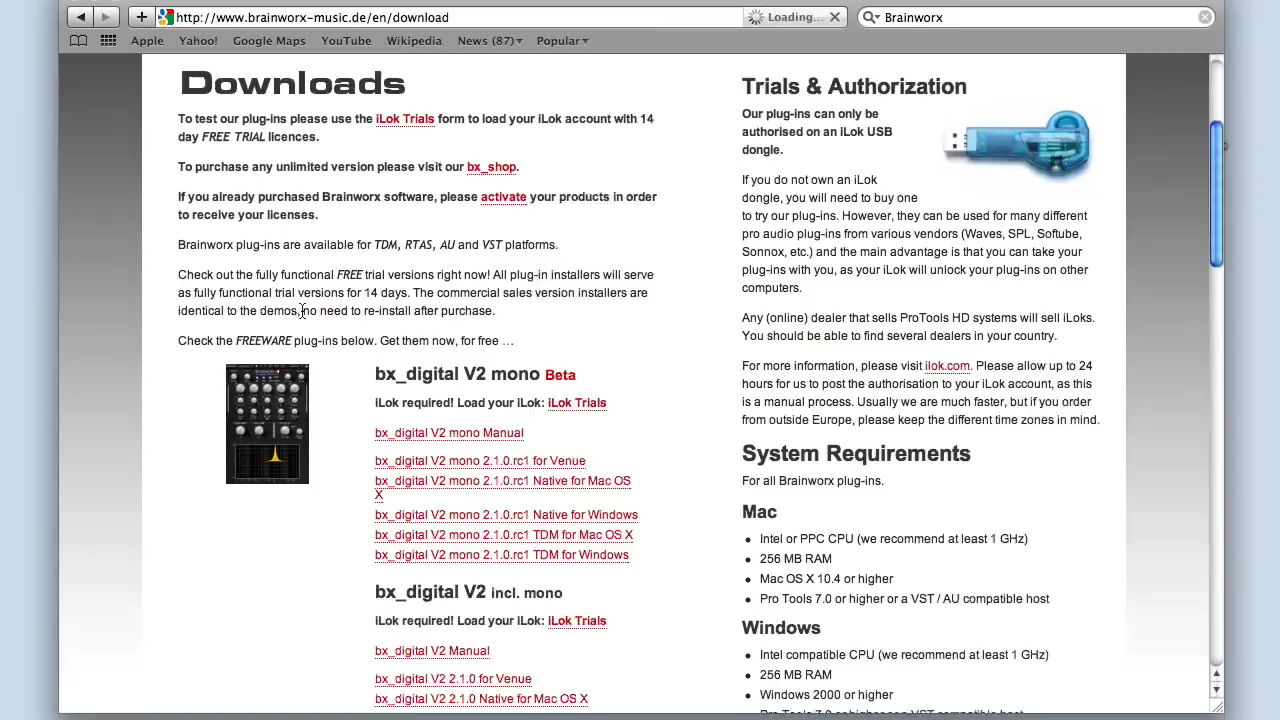 http://www.brainworx-music.de/en/download
Loading...
Brainworx
Apple
Yahoo!
Google Maps
YouTube
Wikipedia
News (87)
Popular
Downloads
To test our plug-ins please use the iLok Trials form to load your iLok account with 14
day FREE TRIAL licences.
To purchase any unlimited version please visit our bx_shop.
If you already purchased Brainworx software, please activate your products in order
to receive your licenses.
Brainworx plug-ins are available for TDM, RTAS, AU and VST platforms.
Check out the fully functional FREE trial versions right now! All plug-in installers will serve
as fully functional trial versions for 14 days. The commercial sales version installers are
identical to the demos, no need to re-install after purchase.
Check the FREEWARE plug-ins below. Get them now, for free ...
bx_digital V2 mono Beta
iLok required! Load your iLok: iLok Trials
bx_digital V2 mono Manual
bx_digital V2 mono 2.1.0.rc1 for Venue
bx_digital V2 mono 2.1.0.rc1 Native for Mac OS
X
bx_digital V2 mono 2.1.0.rc1 Native for Windows
bx_digital V2 mono 2.1.0.rc1 TDM for Mac OS X
bx_digital V2 mono 2.1.0.rc1 TDM for Windows
bx_digital V2 incl. mono
iLok required! Load your iLok: iLok Trials
bx_digital V2 Manual
bx_digital V2 2.1.0 for Venue
bx_digital V2 2.1.0 Native for Mac OS X
Trials & Authorization
Our plug-ins can only be
authorised on an iLok USB
dongle.
If you do not own an iLok
dongle, you will need to buy one
to try our plug-ins. However, they can be used for many different
pro audio plug-ins from various vendors (Waves, SPL, Softube,
Sonnox, etc.) and the main advantage is that you can take your
plug-ins with you, as your iLok will unlock your plug-ins on other
computers.
Any (online) dealer that sells ProTools HD systems will sell iLoks.
You should be able to find several dealers in your country.
For more information, please visit ilok.com. Please allow up to 24
hours for us to post the authorisation to your iLok account, as this
is a manual process. Usually we are much faster, but if you order
from outside Europe, please keep the different time zones in mind.
System Requirements
For all Brainworx plug-ins.
Mac
Intel or PPC CPU (we recommend at least 1 GHz)
256 MB RAM
Mac OS X 10.4 or higher
Pro Tools 7.0 or higher or a VST / AU compatible host
Windows
Intel compatible CPU (we recommend at least 1 GHz)
256 MB RAM
Windows 2000 or higher
Pro Tools 7.0 or higher or a VST compatible host